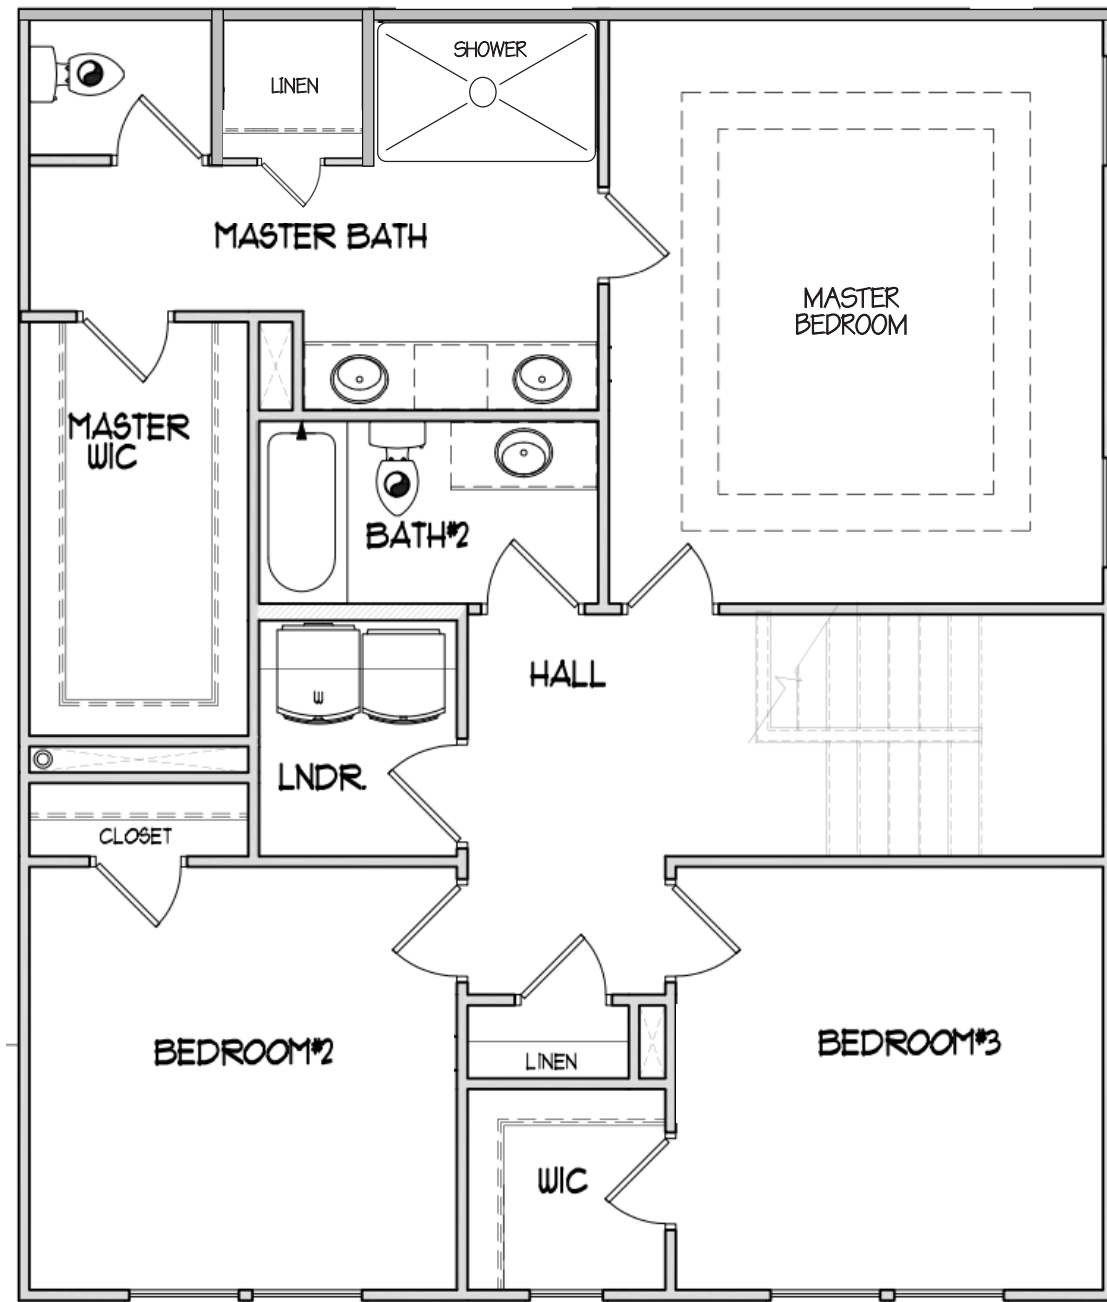 SHOWER
LINEN
MASTER BATH
MASTER
BEDROOM
MASTER
WIC
BATH#2
HALL
W
LNDR.
CLOSET
BEDROOM#2
BEDROOM#3
LINEN
WIC